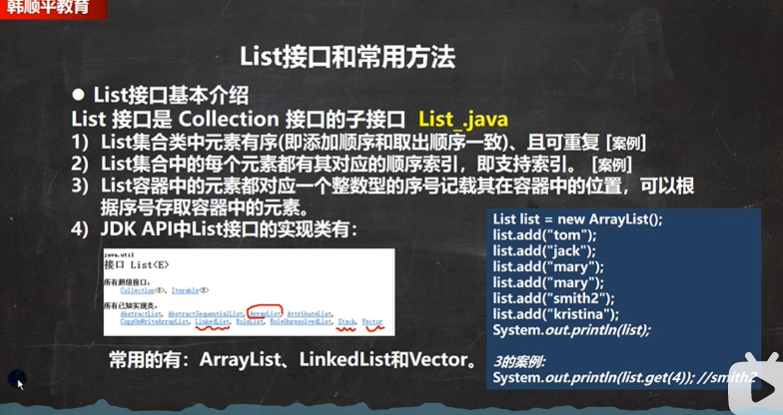 韩顺平教育
List接口和常用方法
● List接口基本介绍
List 接口是 Collection 接口的子接口 List_.java
1) List集合类中元素有序(即添加顺序和取出顺序一致)、且可重复 [案例]
2) List集合中的每个元素都有其对应的顺序索引，即支持索引。 [案例]
3) List容器中的元素都对应一个整数型的序号记载其在容器中的位置，可以根
据序号存取容器中的元素。
4) JDK API中List接口的实现类有：
java.util
接口 List<E>
所有超级接口：
Collection<E>, Iterable<E>
所有已知实现类：
AbstractList, AbstractSequentialList, ArrayList, AttributeList,
CopyOnWriteArrayList, LinkedList, RoleList, RoleUnresolvedList, Stack, Vector
常用的有：ArrayList、LinkedList和Vector。
List list = new ArrayList();
list.add("tom");
list.add("jack");
list.add("mary");
list.add("mary");
list.add("smith2");
list.add("kristina");
System.out.println(list);
3的案例:
System.out.println(list.get(4)); //smith2